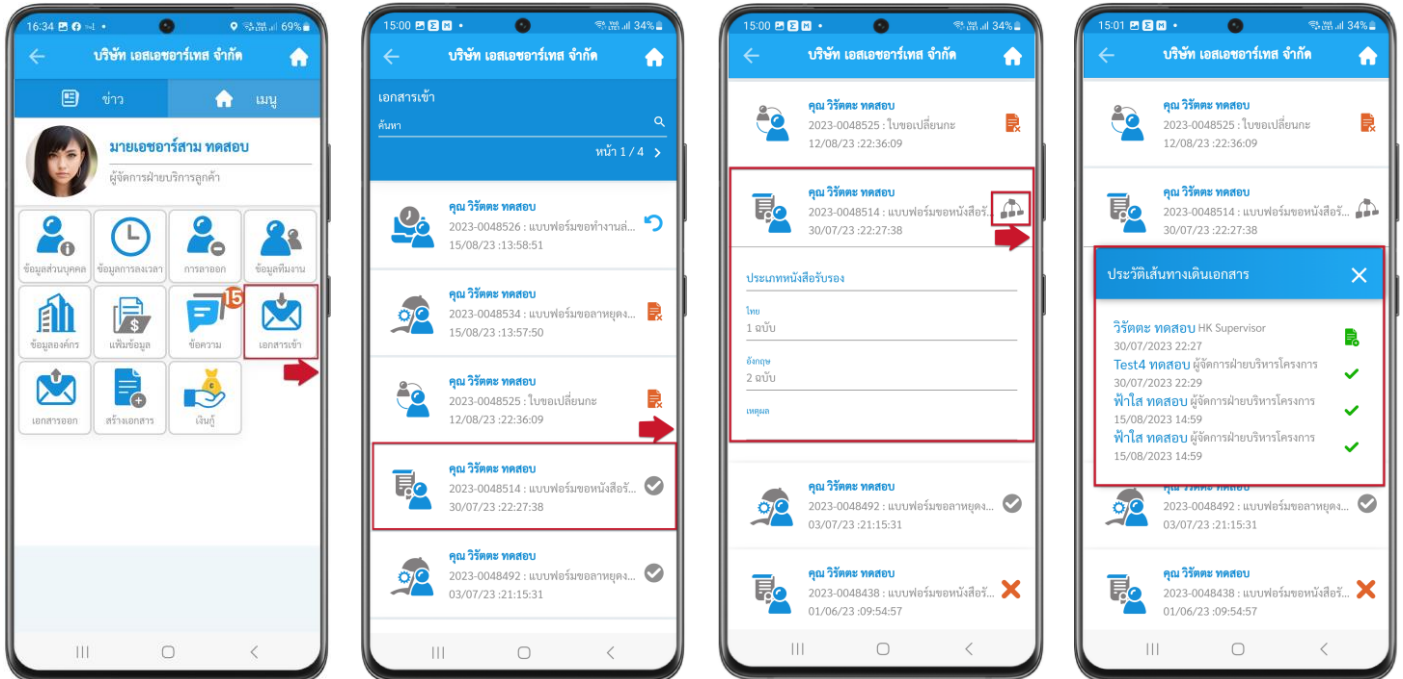 16:34
69%
บริษัท เอสเอชอาร์เทส จำกัด
ข่าว
เมนู
มายเอชอาร์สาม ทดสอบ
ผู้จัดการฝ่ายบริการลูกค้า
ข้อมูลส่วนบุคคล
ข้อมูลการลงเวลา
การลาออก
ข้อมูลทีมงาน
15
ข้อมูลองค์กร
แฟ้มข้อมูล
ข้อความ
เอกสารเข้า
เอกสารออก
สร้างเอกสาร
เงินกู้
15:00
34%
บริษัท เอสเอชอาร์เทส จำกัด
เอกสารเข้า
ค้นหา
หน้า 1 / 4 >
คุณ วิรัตตะ ทดสอบ
2023-0048526 : แบบฟอร์มขอทำงานล่...
15/08/23 :13:58:51
คุณ วิรัตตะ ทดสอบ
2023-0048534 : แบบฟอร์มขอลาหยุดง...
15/08/23 :13:57:50
คุณ วิรัตตะ ทดสอบ
2023-0048525 : ใบขอเปลี่ยนกะ
12/08/23 :22:36:09
คุณ วิรัตตะ ทดสอบ
2023-0048514 : แบบฟอร์มขอหนังสือรั...
30/07/23 :22:27:38
คุณ วิรัตตะ ทดสอบ
2023-0048492 : แบบฟอร์มขอลาหยุดง...
03/07/23 :21:15:31
15:00
34%
บริษัท เอสเอชอาร์เทส จำกัด
คุณ วิรัตตะ ทดสอบ
2023-0048525 : ใบขอเปลี่ยนกะ
12/08/23 :22:36:09
คุณ วิรัตตะ ทดสอบ
2023-0048514 : แบบฟอร์มขอหนังสือรั...
30/07/23 :22:27:38
ประเภทหนังสือรับรอง
ไทย
1 ฉบับ
อังกฤษ
2 ฉบับ
เหตุผล
คุณ วิรัตตะ ทดสอบ
2023-0048492 : แบบฟอร์มขอลาหยุดง...
03/07/23 :21:15:31
คุณ วิรัตตะ ทดสอบ
2023-0048438 : แบบฟอร์มขอหนังสือรั...
01/06/23 :09:54:57
15:01
34%
บริษัท เอสเอชอาร์เทส จำกัด
คุณ วิรัตตะ ทดสอบ
2023-0048525 : ใบขอเปลี่ยนกะ
12/08/23 :22:36:09
คุณ วิรัตตะ ทดสอบ
2023-0048514 : แบบฟอร์มขอหนังสือรั...
30/07/23 :22:27:38
ประวัติเส้นทางเดินเอกสาร
วิรัตตะ ทดสอบ HK Supervisor
30/07/2023 22:27
Test4 ทดสอบ ผู้จัดการฝ่ายบริหารโครงการ
30/07/2023 22:29
ฟ้าใส ทดสอบ ผู้จัดการฝ่ายบริหารโครงการ
15/08/2023 14:59
ฟ้าใส ทดสอบ ผู้จัดการฝ่ายบริหารโครงการ
15/08/2023 14:59
คุณ วิรัตตะ ทดสอบ
2023-0048492 : แบบฟอร์มขอลาหยุดง...
03/07/23 :21:15:31
คุณ วิรัตตะ ทดสอบ
2023-0048438 : แบบฟอร์มขอหนังสือรั...
01/06/23 :09:54:57